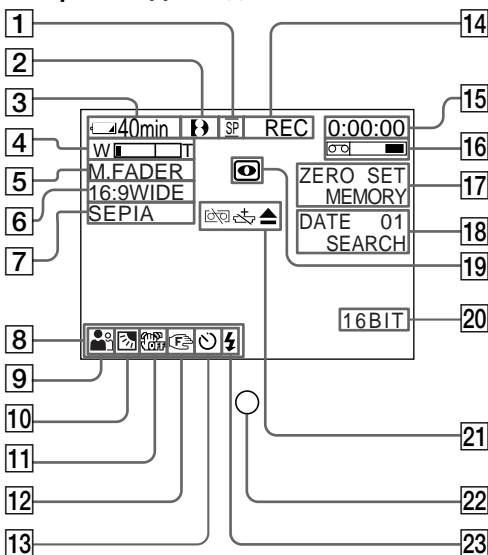 1
14
2
3
15
40min SP REC 0:00:00
4
W T
16
5
M.FADER
ZERO SET
MEMORY
17
6
16:9WIDE
7
SEPIA
DATE 01
SEARCH
18
19
16BIT
20
8
OFF F
9
10
21
11
12
22
13
23